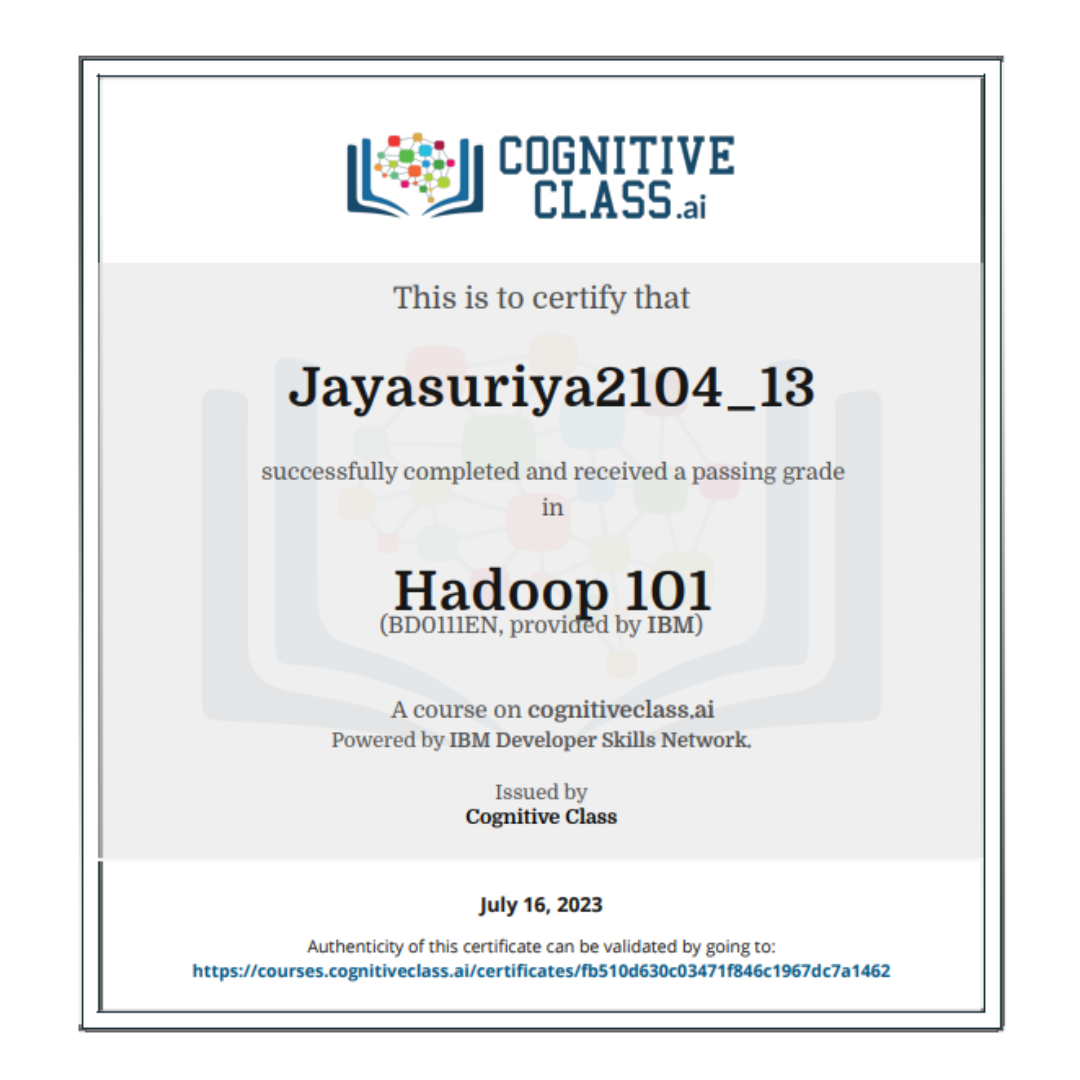 COGNITIVE
CLASS.ai
This is to certify that
Jayasuriya2104_13
successfully completed and received a passing grade
in
Hadoop 101
(BD0111EN, provided by IBM)
A course on cognitiveclass.ai
Powered by IBM Developer Skills Network.
Issued by
Cognitive Class
July 16, 2023
Authenticity of this certificate can be validated by going to:
https://courses.cognitiveclass.ai/certificates/fb510d630c03471f846c1967dc7a1462